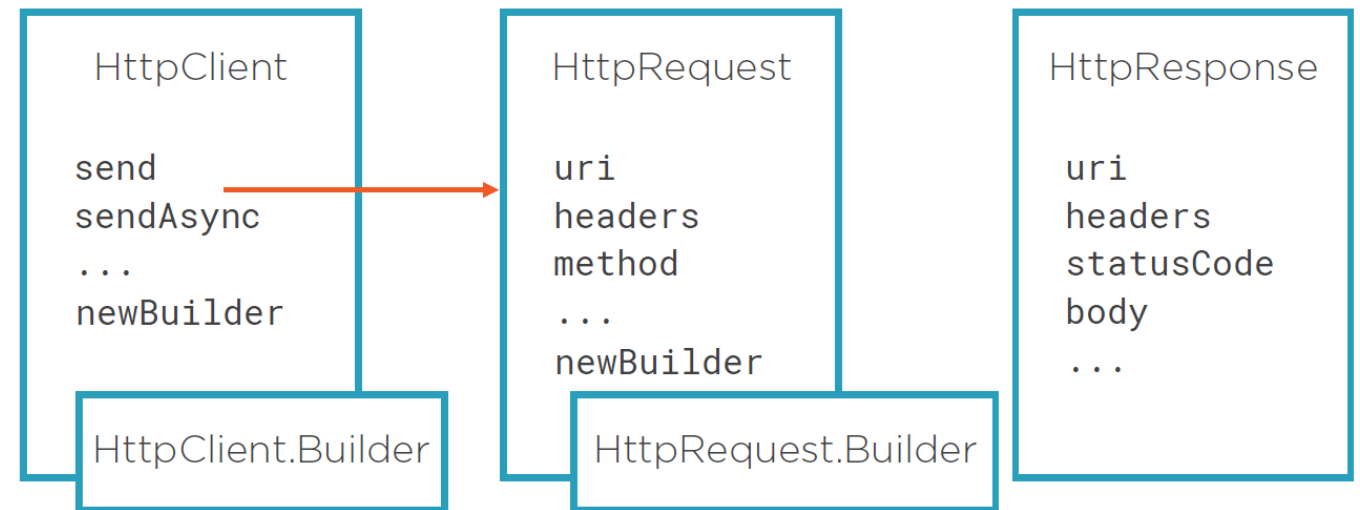 HttpClient
send
sendAsync
...
newBuilder
HttpClient.Builder
HttpRequest
uri
headers
method
...
newBuilder
HttpRequest.Builder
HttpResponse
uri
headers
statusCode
body
...